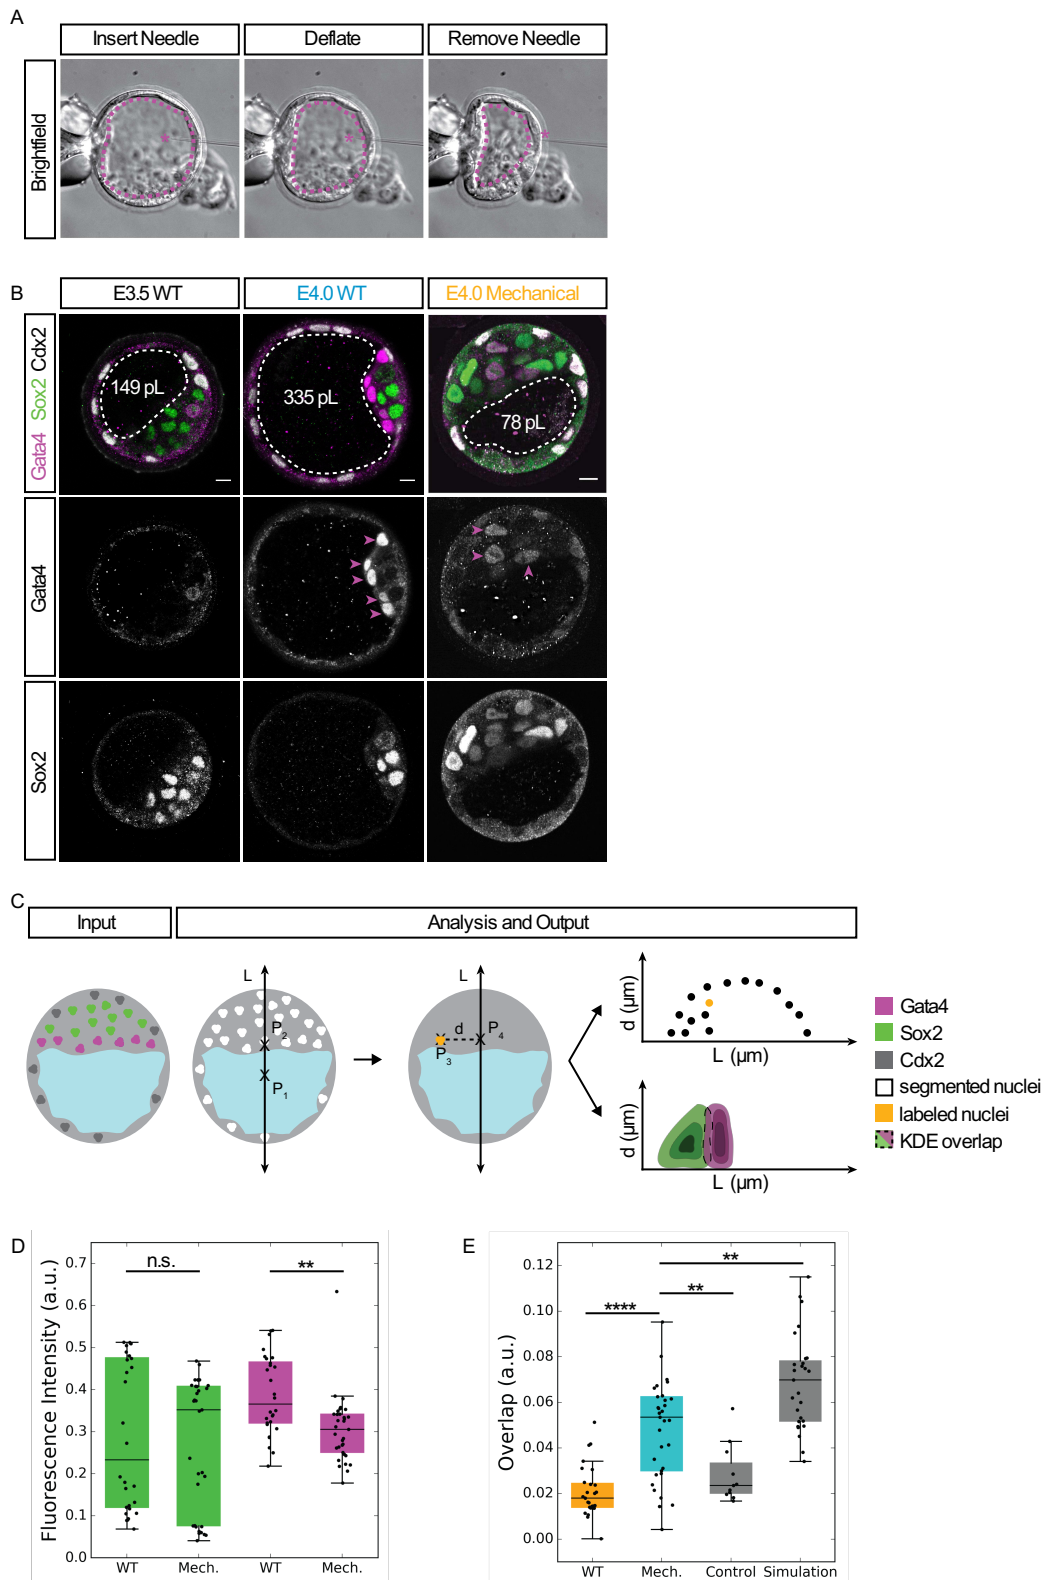 A
Insert Needle
Deflate
Remove Needle
Brightfield
*
*
*
B
E3.5 WT
E4.0 WT
E4.0 Mechanical
Gata4 Sox2 Cdx2
149 pL
335 pL
78 pL
Gata4
Sox2
C
Input
Analysis and Output
L
P2
P1
L
d
P3
P4
d (µm)
L (µm)
d (µm)
L (µm)
Gata4
Sox2
Cdx2
segmented nuclei
labeled nuclei
KDE overlap
D
Fluorescence Intensity (a.u.)
0.7
0.6
0.5
0.4
0.3
0.2
0.1
0.0
n.s.
**
WT
Mech.
WT
Mech.
E
Overlap (a.u.)
0.12
0.10
0.08
0.06
0.04
0.02
0.00
**
**
****
WT
Mech.
Control
Simulation